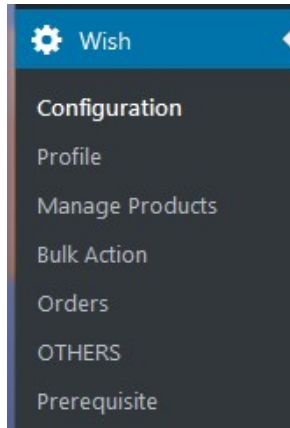 Wish
Configuration
Profile
Manage Products
Bulk Action
Orders
OTHERS
Prerequisite